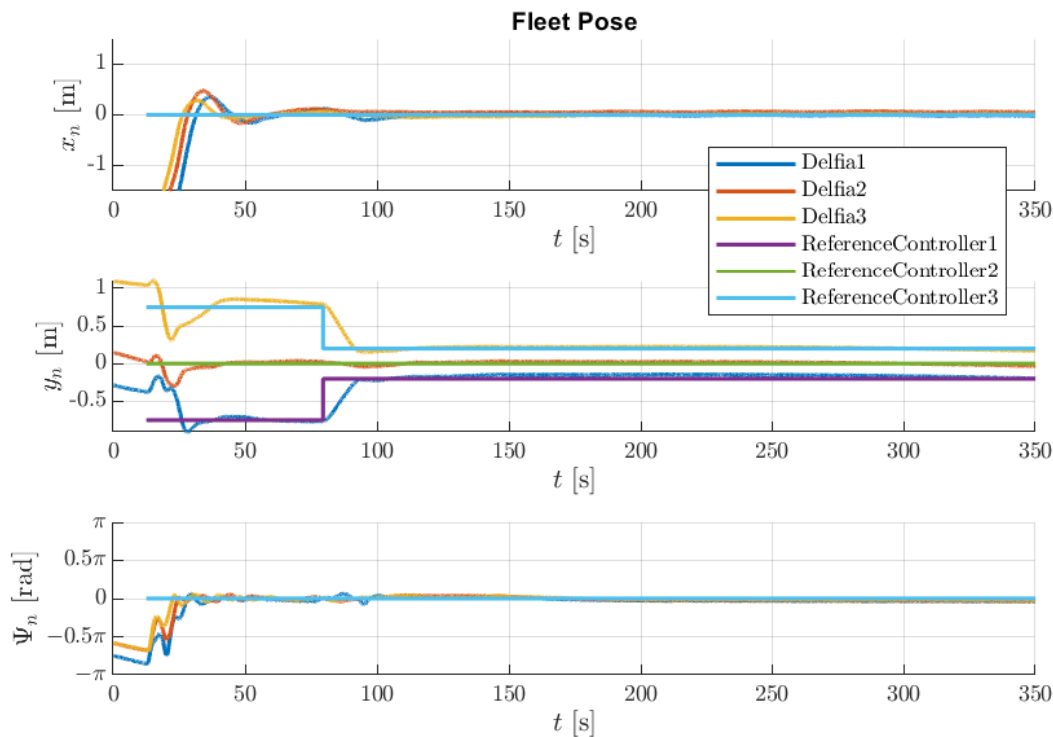 Fleet Pose
1
0
-1
x_n [m]
0 50 100 150 200 250 300 350
t [s]
Delfia1
Delfia2
Delfia3
ReferenceController1
ReferenceController2
ReferenceController3
1
0.5
0
-0.5
y_n [m]
0 50 100 150 200 250 300 350
t [s]
π
0.5π
0
−0.5π
−π
Ψ_n [rad]
0 50 100 150 200 250 300 350
t [s]